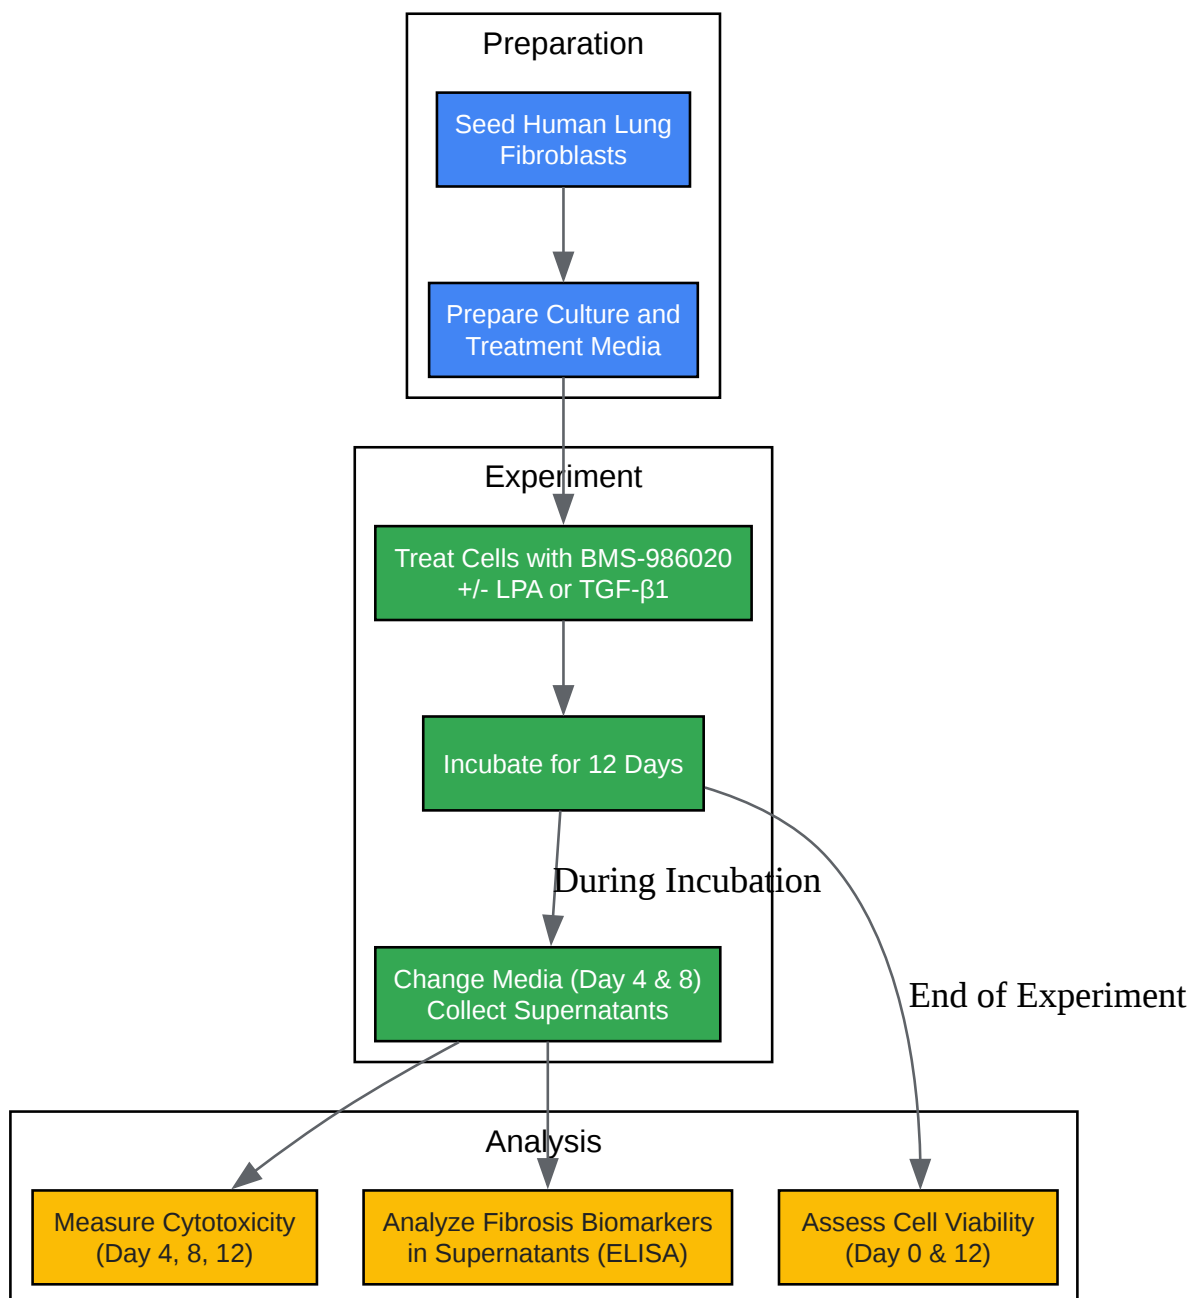 Preparation
Seed Human Lung
Fibroblasts
Prepare Culture and
Treatment Media
Experiment
Treat Cells with BMS-986020
+/- LPA or TGF-β1
Incubate for 12 Days
During Incubation
Change Media (Day 4 & 8)
Collect Supernatants
End of Experiment
Analysis
Measure Cytotoxicity
(Day 4, 8, 12)
Analyze Fibrosis Biomarkers
in Supernatants (ELISA)
Assess Cell Viability
(Day 0 & 12)